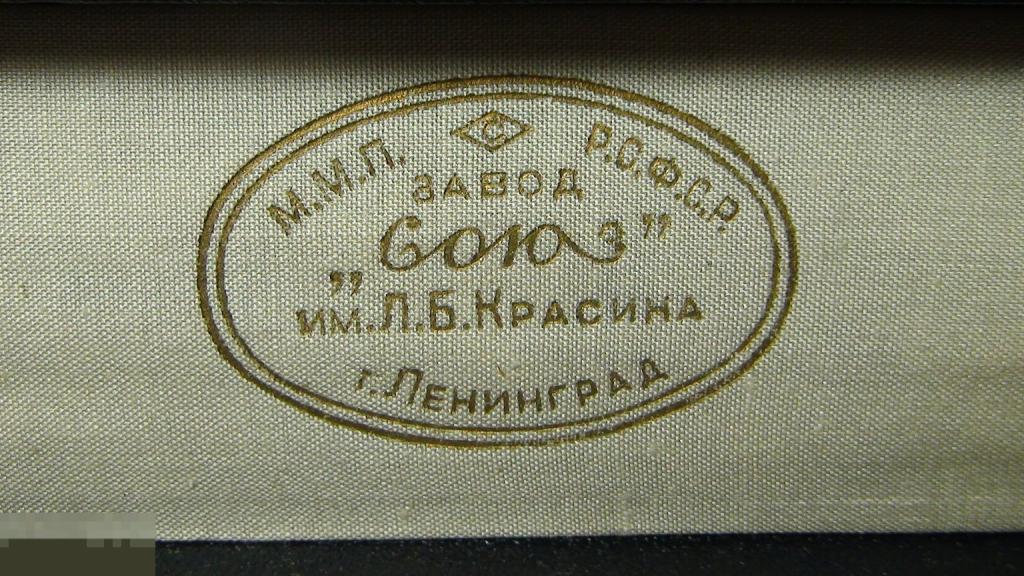 М.М.П. С Р.С.Ф.С.Р.
ЗАВОД
„Союз”
им. Л.Б. Красина
г. Ленинград